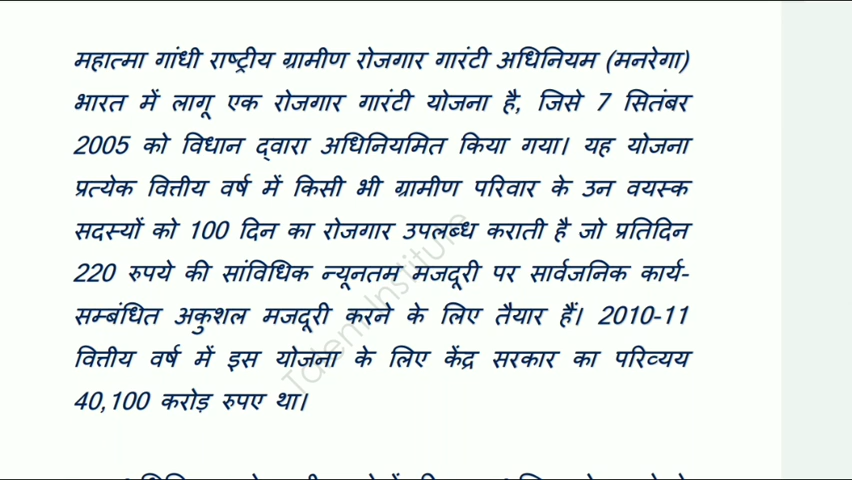 महात्मा गांधी राष्ट्रीय ग्रामीण रोजगार गारंटी अधिनियम (मनरेगा)
भारत में लागू एक रोजगार गारंटी योजना है, जिसे 7 सितंबर
2005 को विधान द्वारा अधिनियमित किया गया। यह योजना
प्रत्येक वित्तीय वर्ष में किसी भी ग्रामीण परिवार के उन वयस्क
सदस्यों को 100 दिन का रोजगार उपलब्ध कराती है जो प्रतिदिन
220 रुपये की सांविधिक न्यूनतम मजदूरी पर सार्वजनिक कार्य-
सम्बंधित अकुशल मजदूरी करने के लिए तैयार हैं। 2010-11
वित्तीय वर्ष में इस योजना के लिए केंद्र सरकार का परिव्यय
40,100 करोड़ रुपए था।
Institute